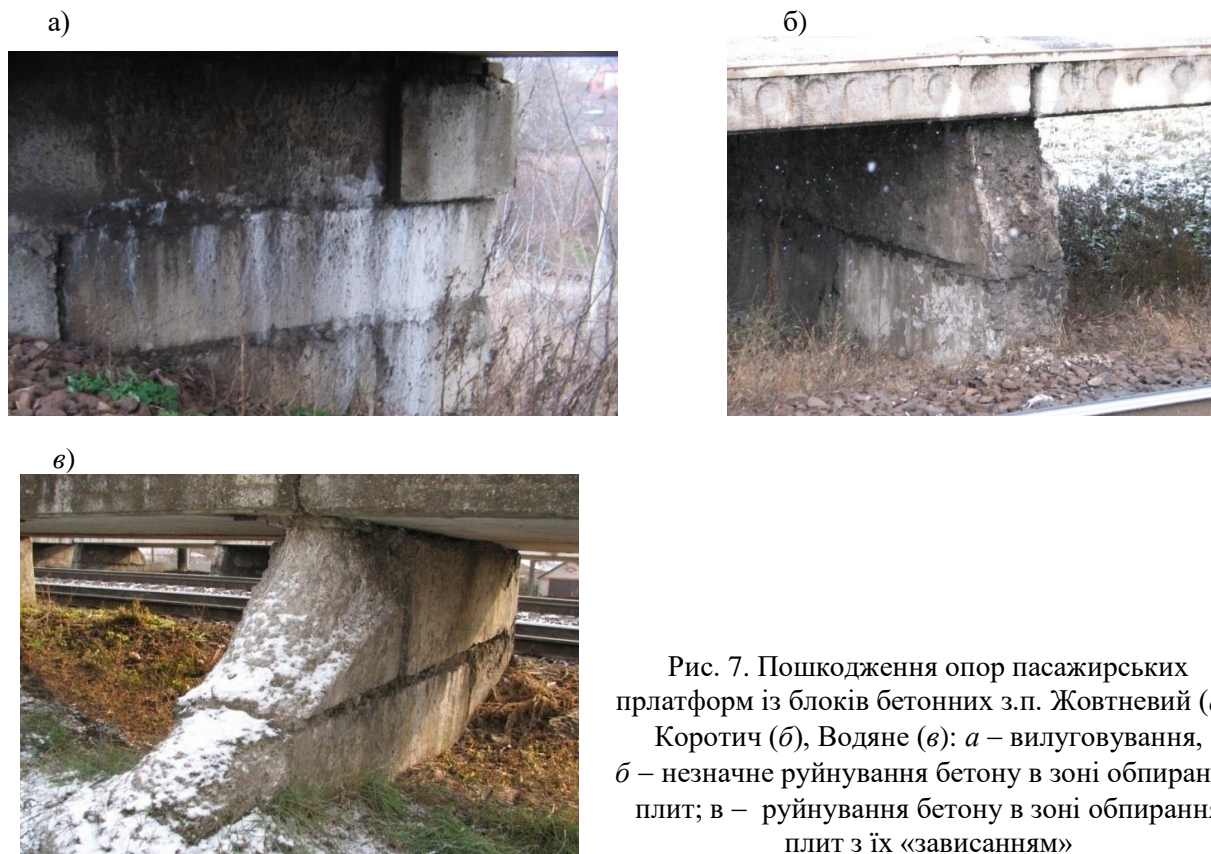 а)
б)
в)
Рис. 7. Пошкодження опор пасажирських
прлатформ із блоків бетонних з.п. Жовтневий (
Коротич (б), Водяне (в): а – вилуговування,
б – незначне руйнування бетону в зоні обпиран
плит; в – руйнування бетону в зоні обпирання
плит з їх «зависанням»